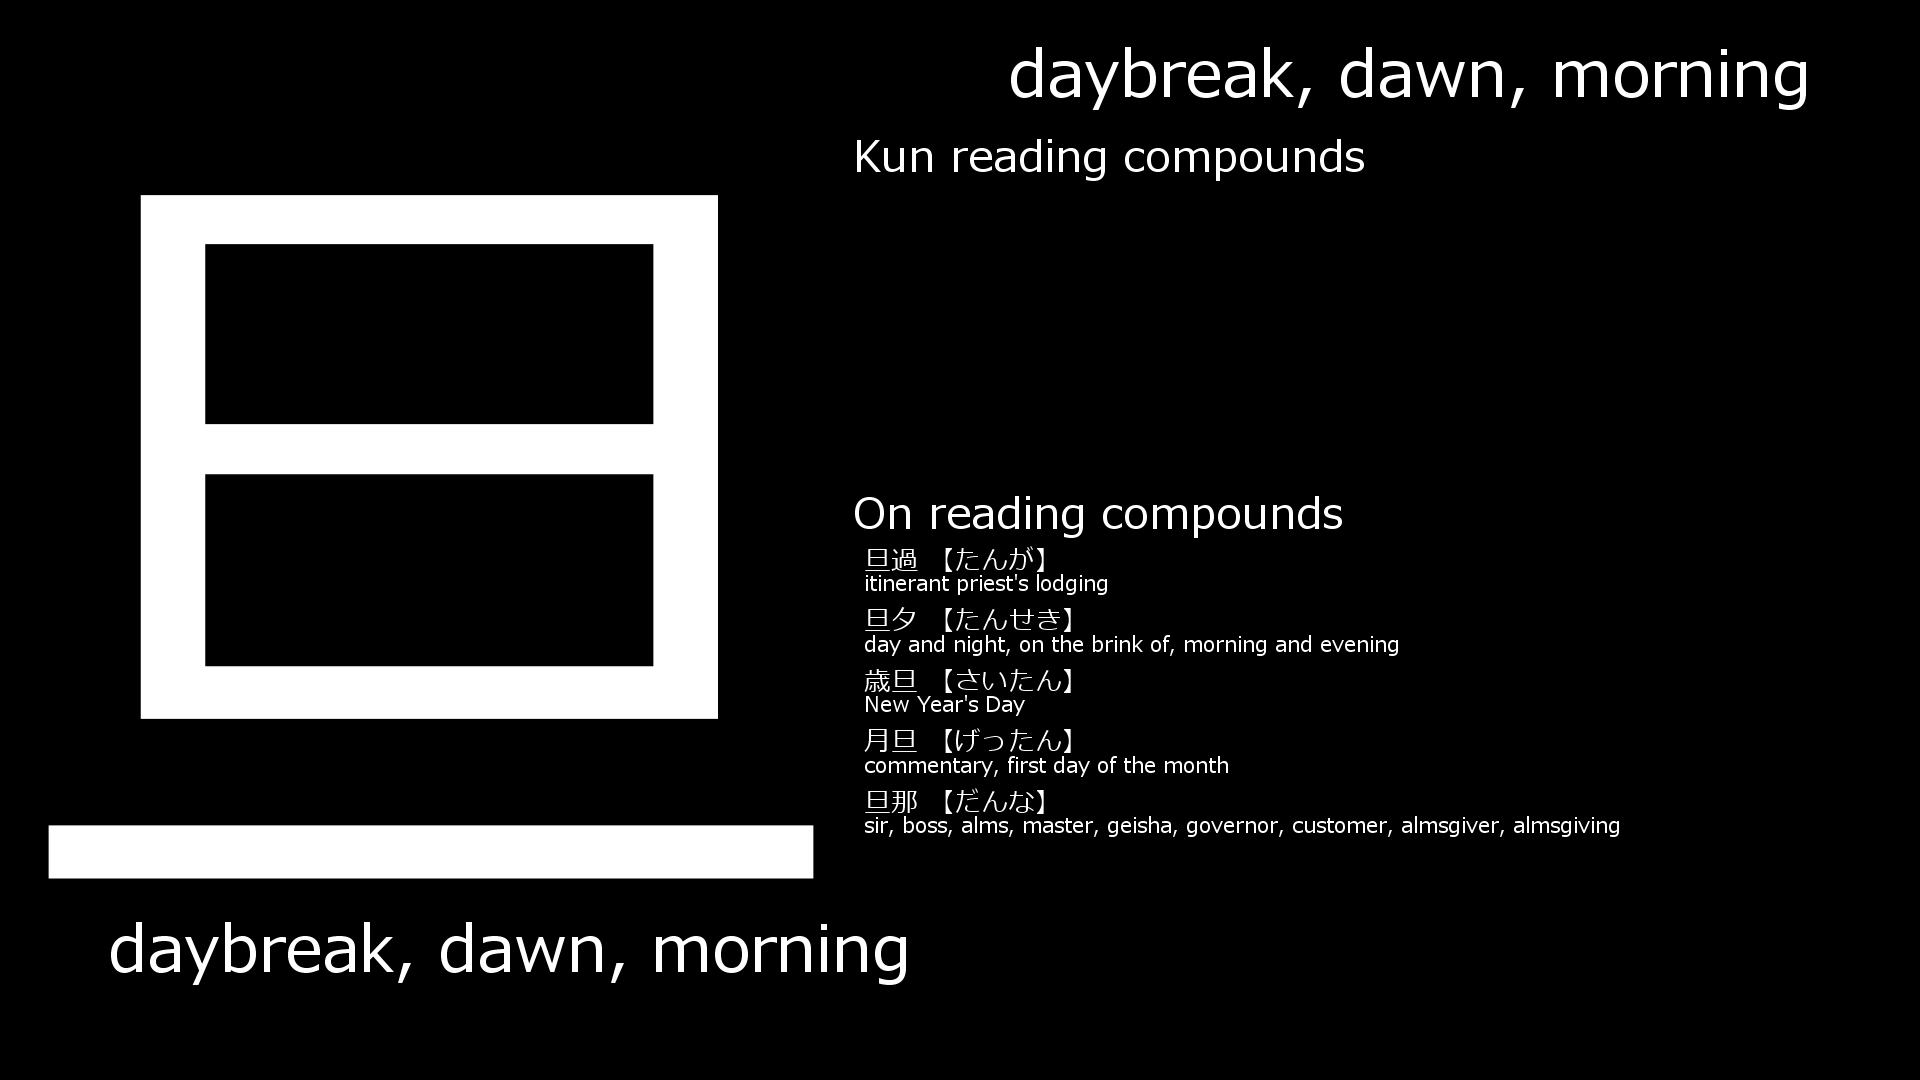 旦
daybreak, dawn, morning
daybreak, dawn, morning
Kun reading compounds
On reading compounds
旦過 【たんが】
itinerant priest's lodging
旦夕 【たんせき】
day and night, on the brink of, morning and evening
歳旦 【さいたん】
New Year's Day
月旦 【げったん】
commentary, first day of the month
旦那 【だんな】
sir, boss, alms, master, geisha, governor, customer, almsgiver, almsgiving